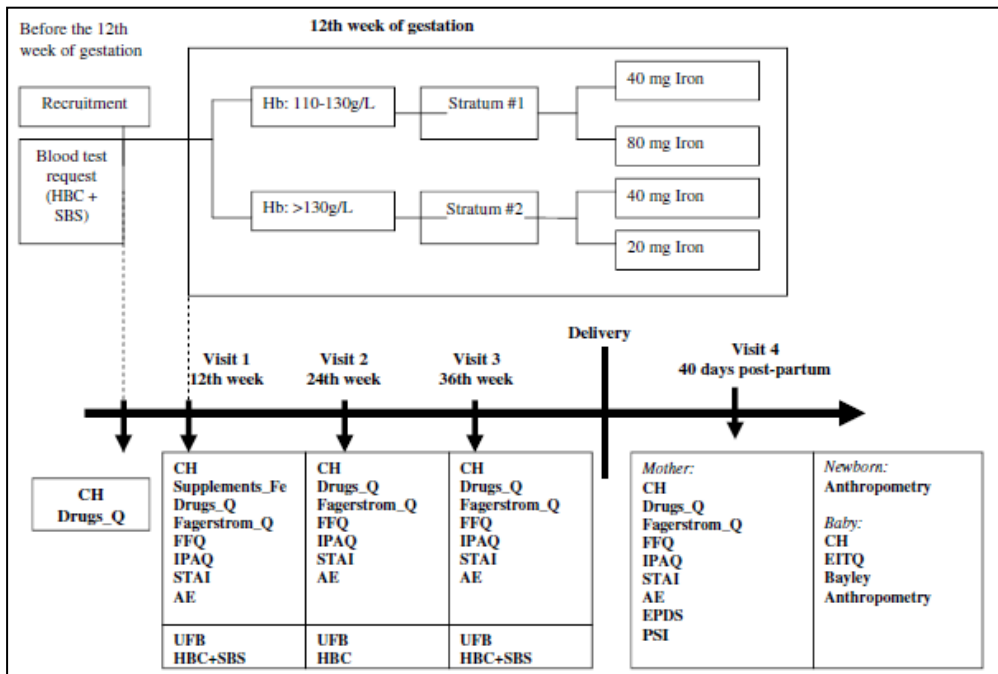 Before the 12th
week of gestation
12th week of gestation
Recruitment
Blood test
request
(HBC +
SBS)
Hb: 110-130g/L
Stratum #1
40 mg Iron
80 mg Iron
Hb: >130g/L
Stratum #2
40 mg Iron
20 mg Iron
Visit 1
12th week
Visit 2
24th week
Visit 3
36th week
Delivery
Visit 4
40 days post-partum
CH
Drugs_Q
CH
Supplements_Fe
Drugs_Q
Fagerstrom_Q
FFQ
IPAQ
STAI
AE
UFB
HBC+SBS
CH
Drugs_Q
Fagerstrom_Q
FFQ
IPAQ
STAI
AE
UFB
HBC
CH
Drugs_Q
Fagerstrom_Q
FFQ
IPAQ
STAI
AE
UFB
HBC+SBS
Mother:
CH
Drugs_Q
Fagerstrom_Q
FFQ
IPAQ
STAI
AE
EPDS
PSI
Newborn:
Anthropometry
Baby:
CH
EITQ
Bayley
Anthropometry